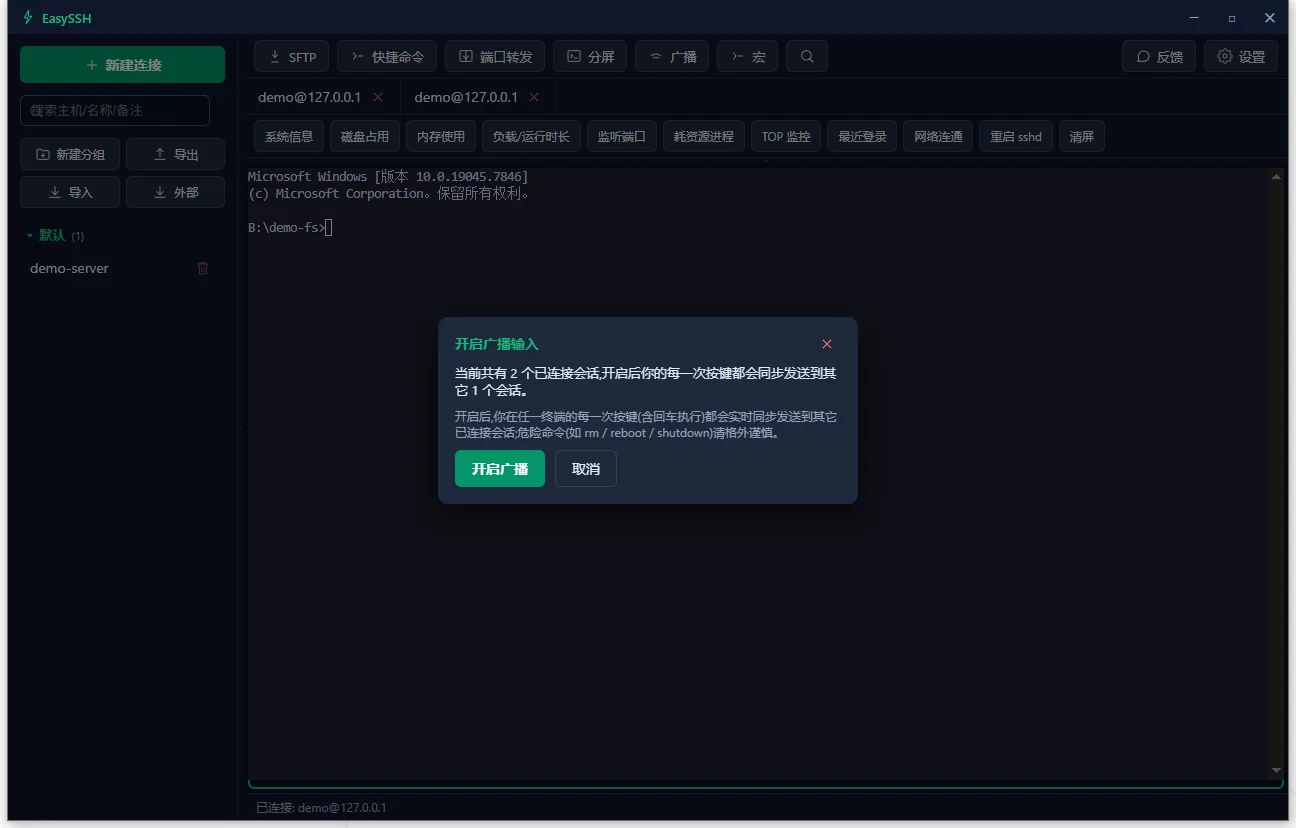 EasySSH
新建连接
搜索主机/名称/备注
新建分组
导出
导入
外部
默认 (1)
demo-server
SFTP
快捷命令
端口转发
分屏
广播
宏
反馈
设置
demo@127.0.0.1
demo@127.0.0.1
系统信息
磁盘占用
内存使用
负载/运行时长
监听端口
耗资源进程
TOP 监控
最近登录
网络连通
重启 sshd
清屏
Microsoft Windows [版本 10.0.19045.7846]
(c) Microsoft Corporation。保留所有权利。
B:\demo-fs>
开启广播输入
当前共有 2 个已连接会话,开启后你的每一次按键都会同步发送到其
它 1 个会话。
开启后,你在任一终端的每一次按键(含回车执行)都会实时同步发送到其它
已连接会话;危险命令(如 rm / reboot / shutdown)请格外谨慎。
开启广播
取消
已连接: demo@127.0.0.1